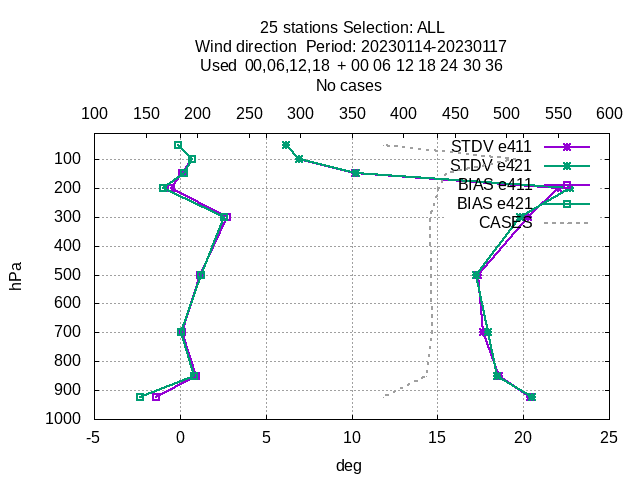 25 stations Selection: ALL
Wind direction  Period: 20230114-20230117
Used  00,06,12,18  + 00 06 12 18 24 30 36
No cases
100 150 200 250 300 350 400 450 500 550 600
STDV e411
STDV e421
BIAS e411
BIAS e421
CASES
100
200
300
400
500
600
700
800
900
1000
hPa
-5 0 5 10 15 20 25
deg